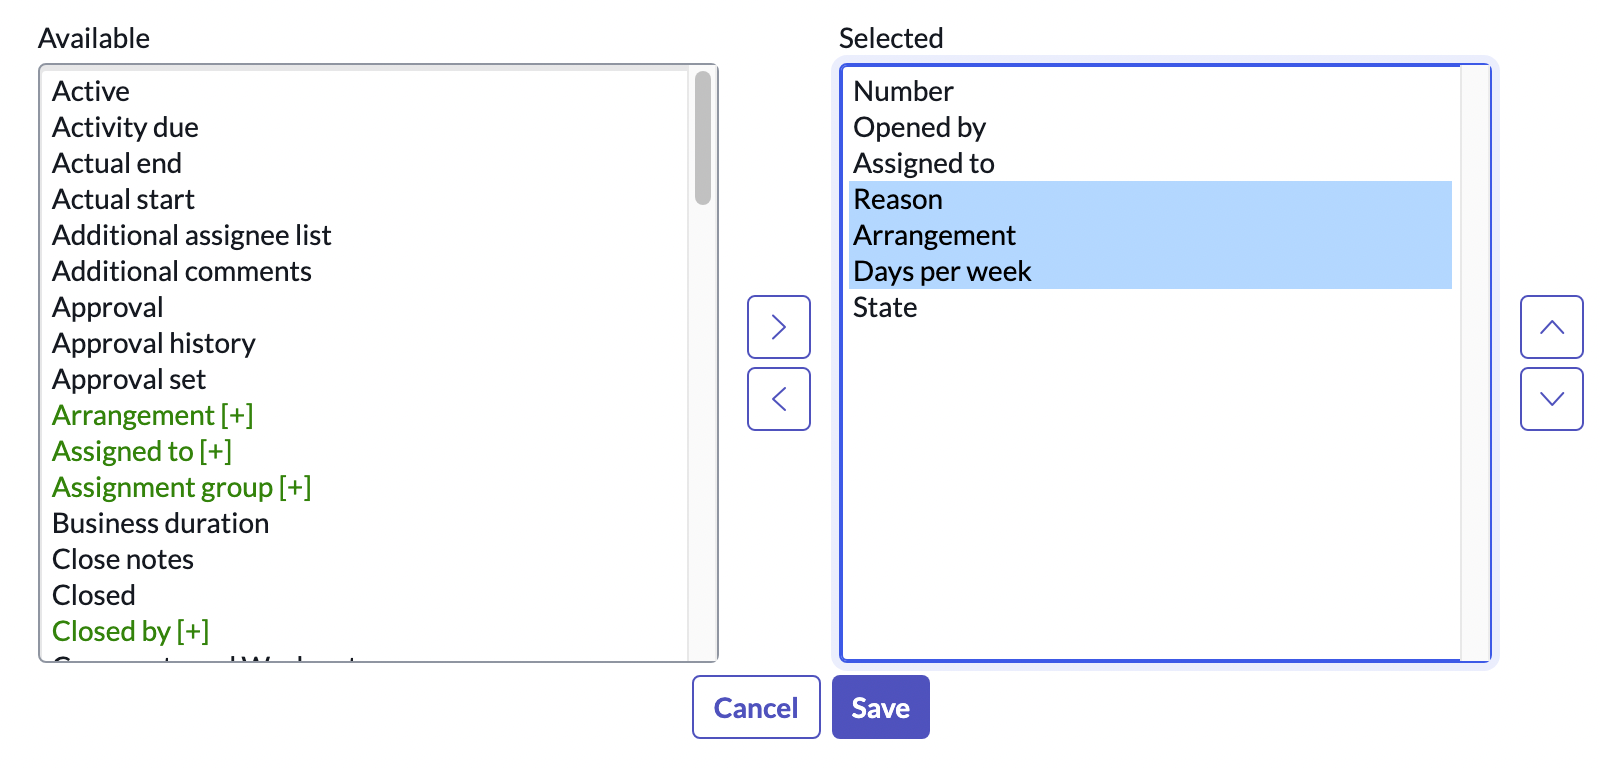 Available
Active
Activity due
Actual end
Actual start
Additional assignee list
Additional comments
Approval
Approval history
Approval set
Arrangement [+]
Assigned to [+]
Assignment group [+]
Business duration
Close notes
Closed
Closed by [+]
Selected
Number
Opened by
Assigned to
Reason
Arrangement
Days per week
State
Cancel
Save